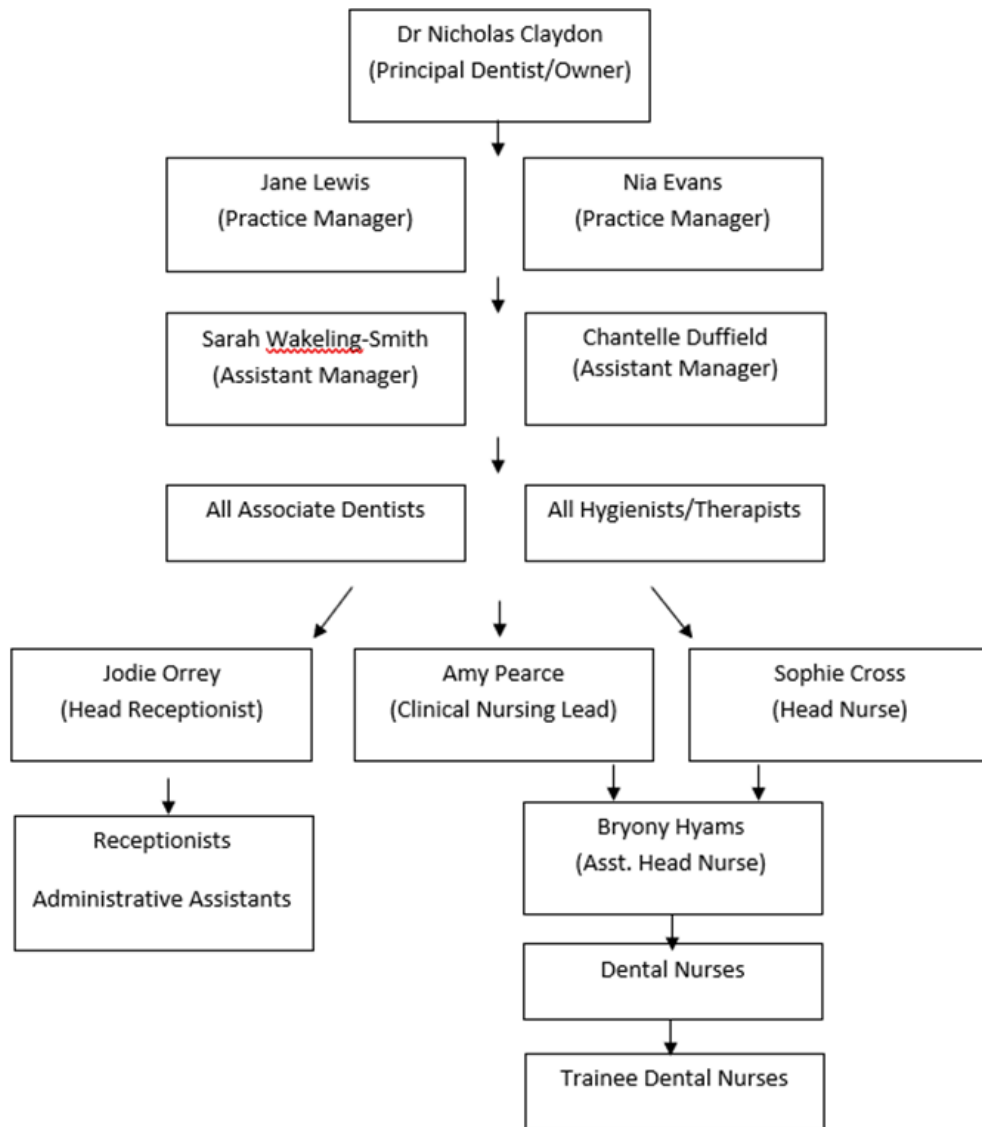 Dr Nicholas Claydon
(Principal Dentist/Owner)
Jane Lewis
(Practice Manager)
Nia Evans
(Practice Manager)
Sarah Wakeling-Smith
(Assistant Manager)
Chantelle Duffield
(Assistant Manager)
All Associate Dentists
All Hygienists/Therapists
Jodie Orrey
(Head Receptionist)
Amy Pearce
(Clinical Nursing Lead)
Sophie Cross
(Head Nurse)
Receptionists
Administrative Assistants
Bryony Hyams
(Asst. Head Nurse)
Dental Nurses
Trainee Dental Nurses